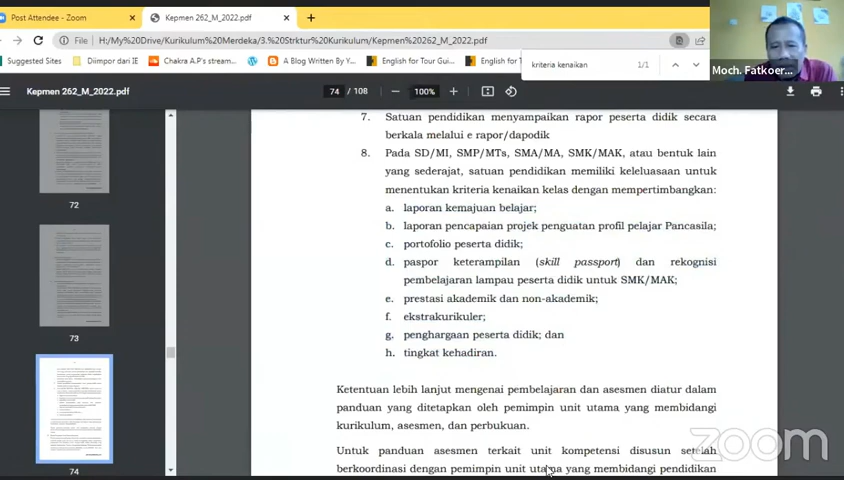 Post Attendee - Zoom
Kepmen 262_M_2022.pdf
File
H:/My%20Drive/Kurikulum%20Merdeka/3.%20Strktur%20Kurikulum/Kepmen%20262_M_2022.pdf
Suggested Sites
Diimpor dari IE
Chakra A.P's stream...
A Blog Written By Y...
English for Tour Gui...
English for T
kriteria kenaikan
1/1
Moch. Fatkoer...
Kepmen 262_M_2022.pdf
74 / 108
100%
72
73
74
7. Satuan pendidikan menyampaikan rapor peserta didik secara
berkala melalui e rapor/dapodik
8. Pada SD/MI, SMP/MTs, SMA/MA, SMK/MAK, atau bentuk lain
yang sederajat, satuan pendidikan memiliki keleluasaan untuk
menentukan kriteria kenaikan kelas dengan mempertimbangkan:
a. laporan kemajuan belajar;
b. laporan pencapaian projek penguatan profil pelajar Pancasila;
c. portofolio peserta didik;
d. paspor keterampilan (skill passport) dan rekognisi
pembelajaran lampau peserta didik untuk SMK/MAK;
e. prestasi akademik dan non-akademik;
f. ekstrakurikuler;
g. penghargaan peserta didik; dan
h. tingkat kehadiran.
Ketentuan lebih lanjut mengenai pembelajaran dan asesmen diatur dalam
panduan yang ditetapkan oleh pemimpin unit utama yang membidangi
kurikulum, asesmen, dan perbukuan.
Untuk panduan asesmen terkait unit kompetensi disusun setelah
berkoordinasi dengan pemimpin unit utama yang membidangi pendidikan
zoom